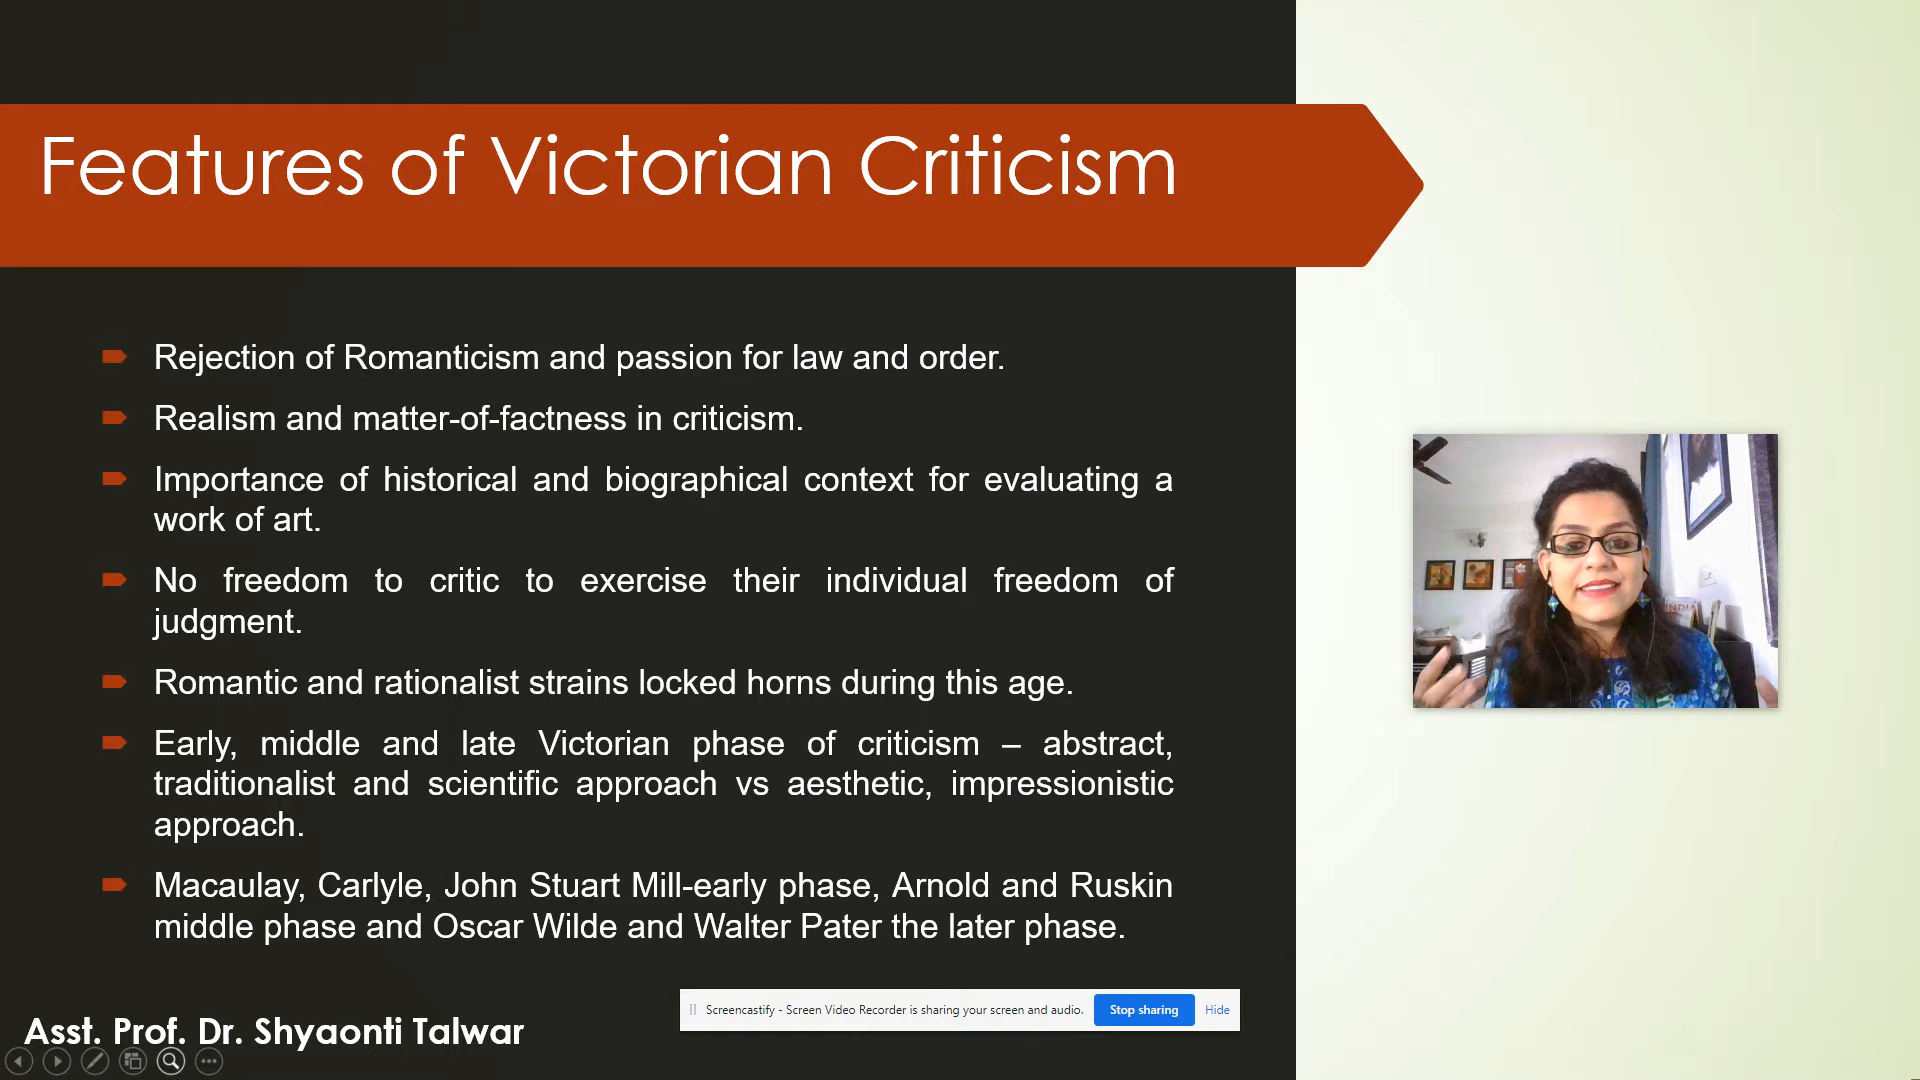 Features of Victorian Criticism
Rejection of Romanticism and passion for law and order.
Realism and matter-of-factness in criticism.
Importance of historical and biographical context for evaluating a
work of art.
No freedom to critic to exercise their individual freedom of
judgment.
Romantic and rationalist strains locked horns during this age.
Early, middle and late Victorian phase of criticism – abstract,
traditionalist and scientific approach vs aesthetic, impressionistic
approach.
Macaulay, Carlyle, John Stuart Mill-early phase, Arnold and Ruskin
middle phase and Oscar Wilde and Walter Pater the later phase.
INDIA
Screencastify - Screen Video Recorder is sharing your screen and audio. Stop sharing Hide
Asst. Prof. Dr. Shyaonti Talwar